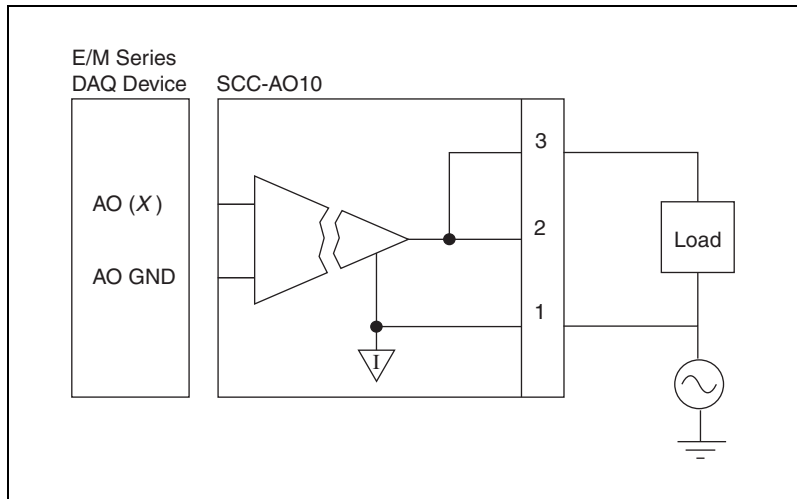 E/M Series
DAQ Device
SCC-AO10
AO (X)
AO GND
3
2
1
I
Load